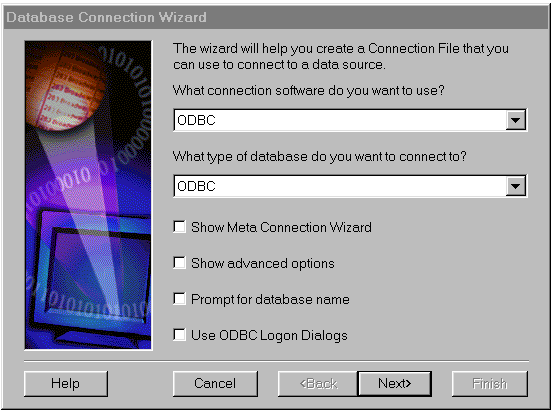 Database Connection Wizard
The wizard will help you create a Connection File that you
can use to connect to a data source.
What connection software do you want to use?
ODBC
What type of database do you want to connect to?
ODBC
Show Meta Connection Wizard
Show advanced options
Prompt for database name
Use ODBC Logon Dialogs
Help
Cancel
<Back
Next>
Finish